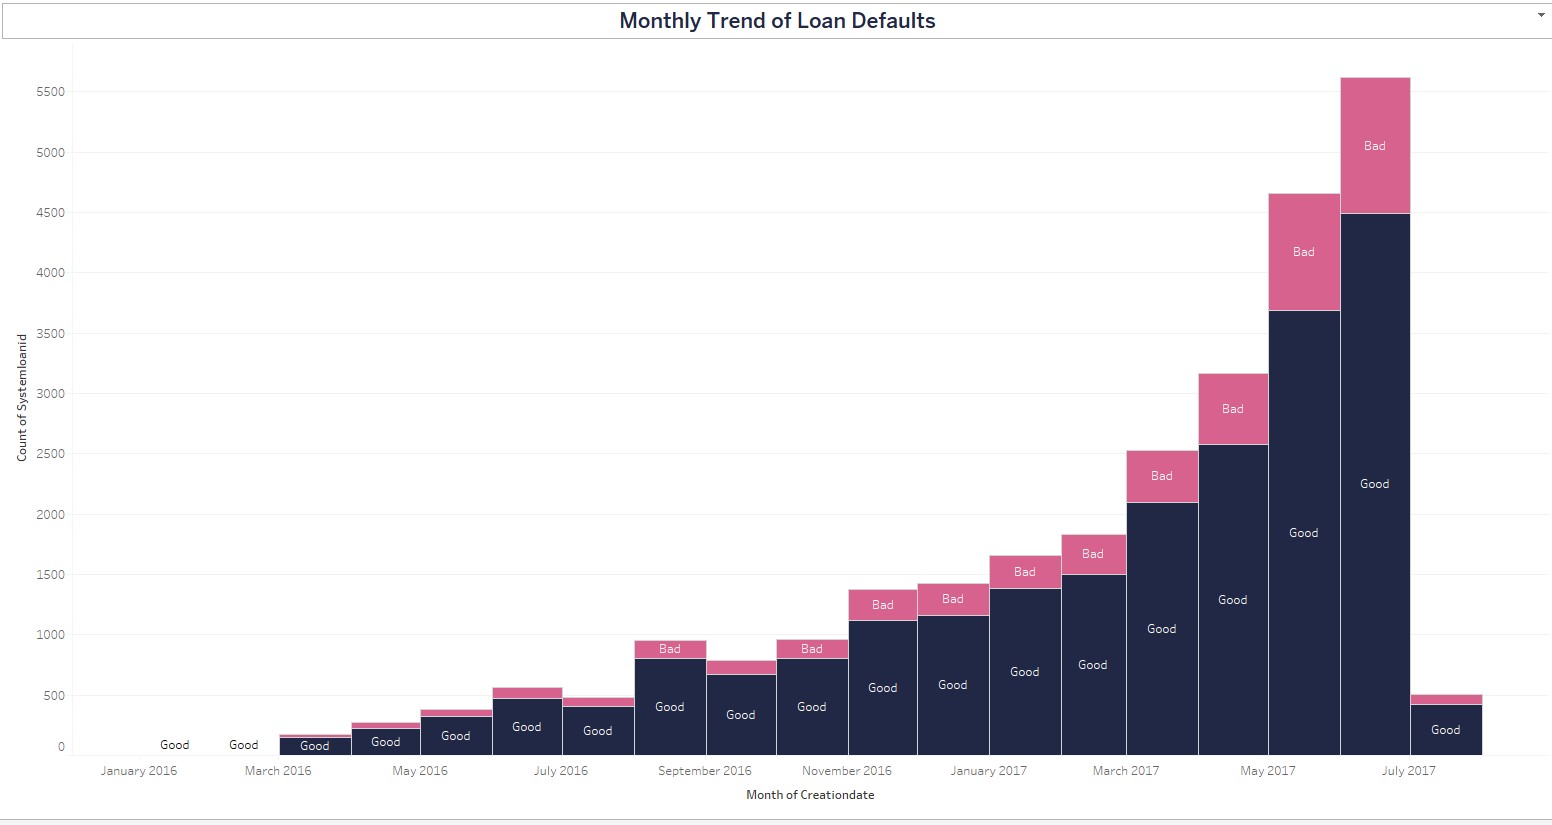 Monthly Trend of Loan Defaults
5500
5000
4500
4000
3500
3000
2500
2000
1500
1000
500
0
Count of Systemloanid
Good
Good
Good
Good
Good
Good
Good
Bad
Good
Good
Bad
Good
Bad
Good
Bad
Good
Bad
Good
Bad
Good
Bad
Good
Bad
Good
Bad
Good
Bad
Good
Good
January 2016
March 2016
May 2016
July 2016
September 2016
November 2016
January 2017
March 2017
May 2017
July 2017
Month of Creationdate